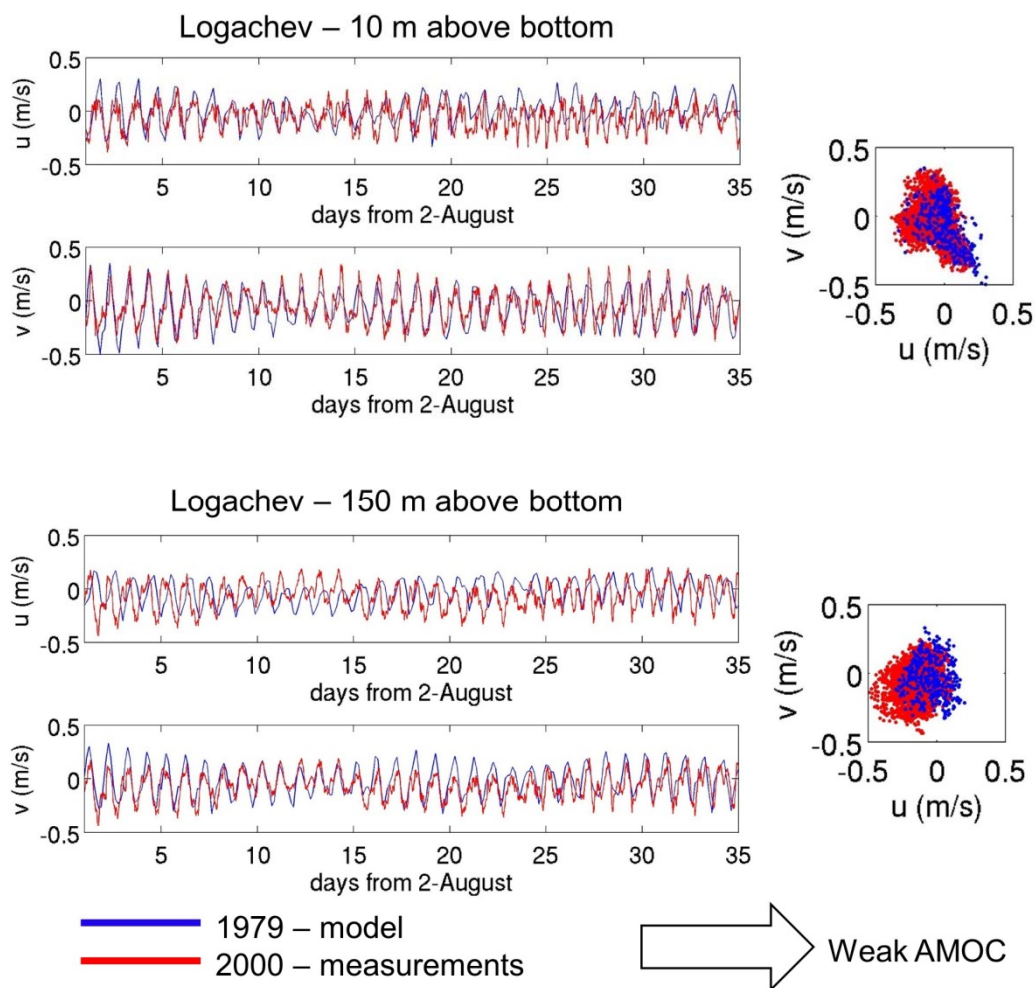 Logachev – 10 m above bottom
0.5
u (m/s)
0
-0.5
5 10 15 20 25 30 35
days from 2-August
0.5
v (m/s)
0
-0.5
5 10 15 20 25 30 35
days from 2-August
0.5
v (m/s)
0
-0.5
-0.5 0 0.5
u (m/s)
Logachev – 150 m above bottom
0.5
u (m/s)
0
-0.5
5 10 15 20 25 30 35
days from 2-August
0.5
v (m/s)
0
-0.5
5 10 15 20 25 30 35
days from 2-August
0.5
v (m/s)
0
-0.5
-0.5 0 0.5
u (m/s)
1979 – model
2000 – measurements
Weak AMOC